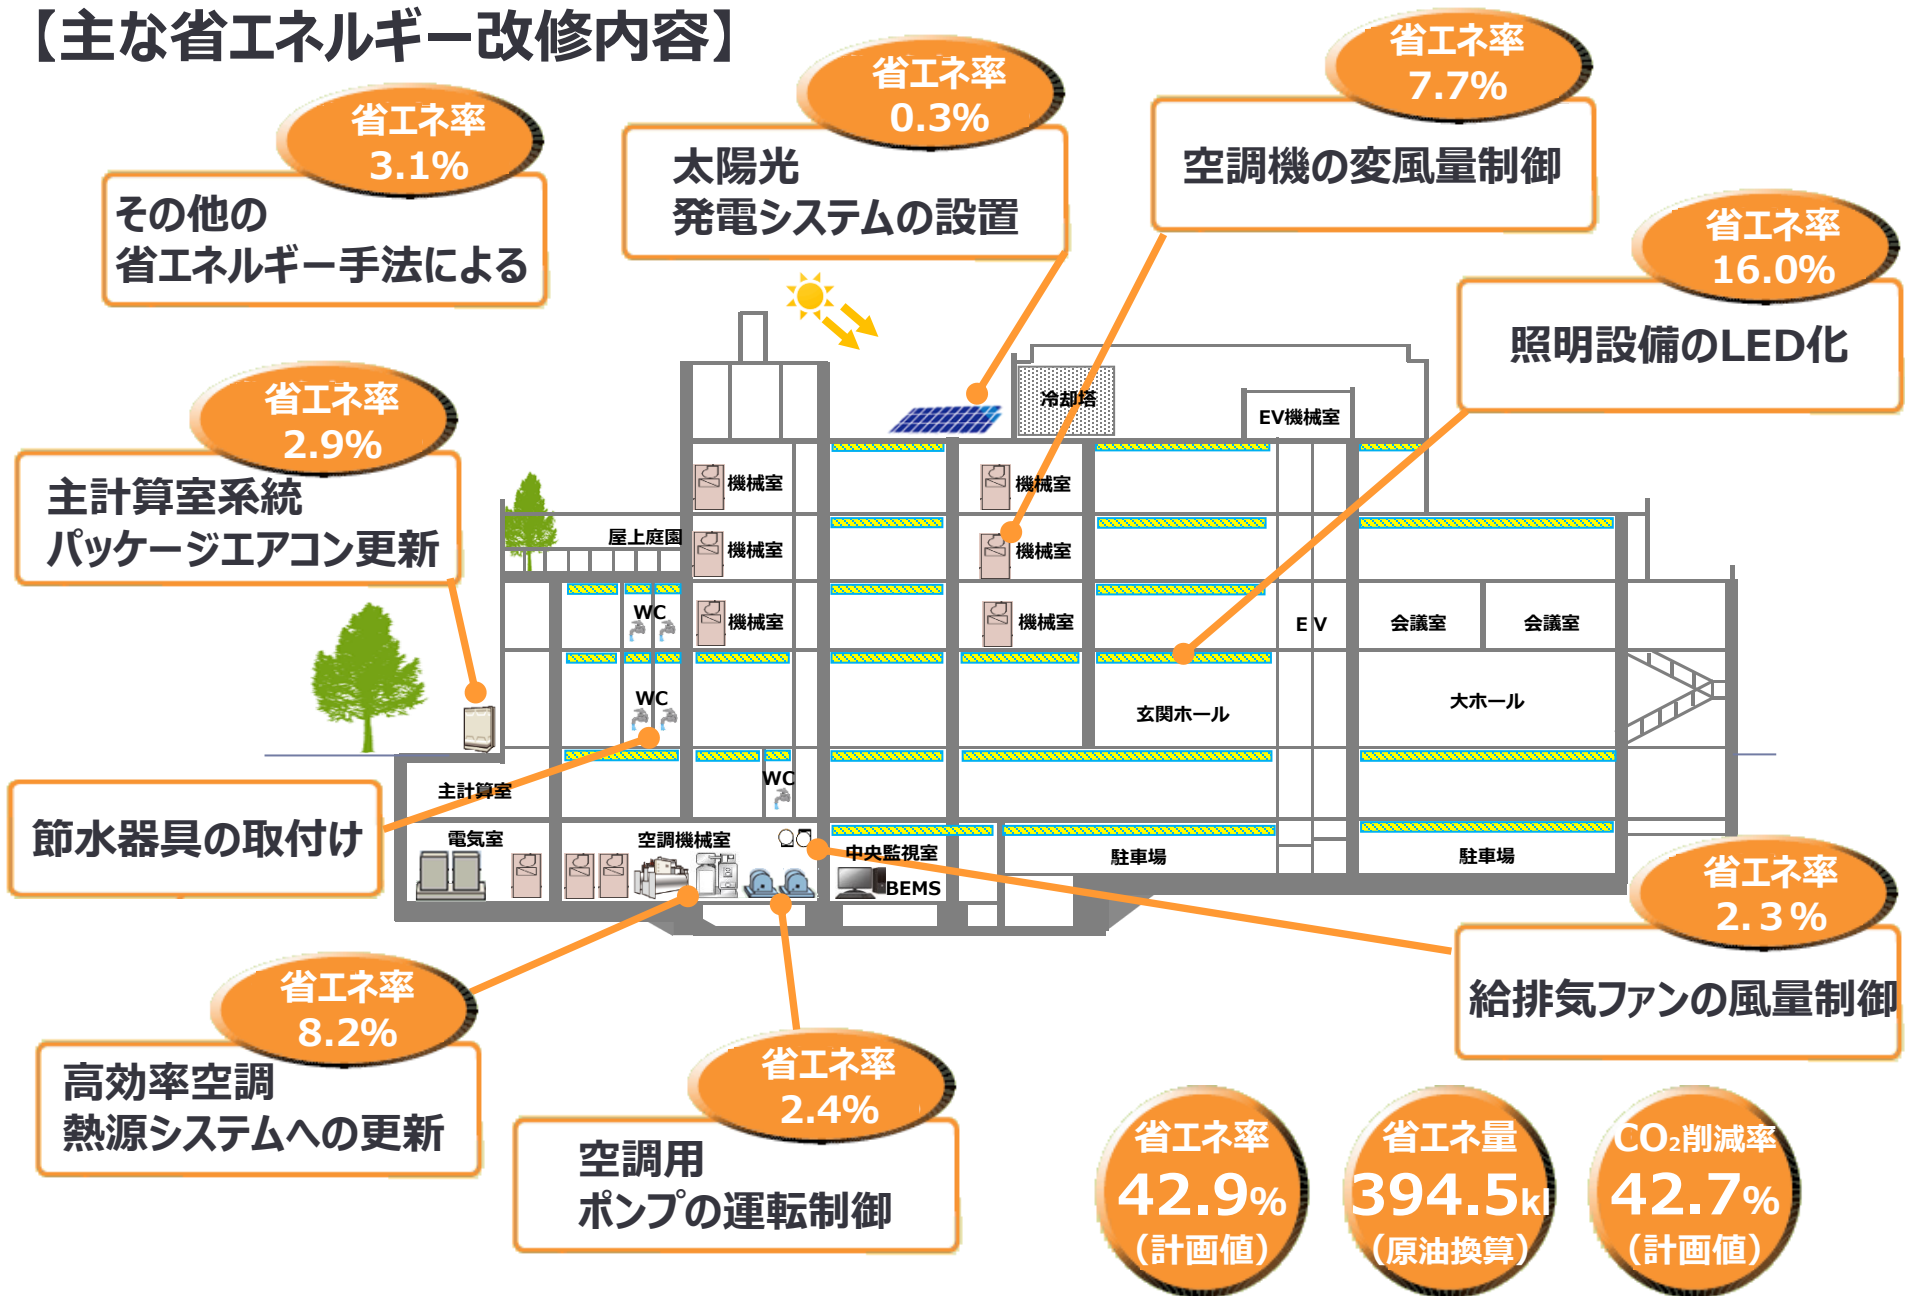 【主な省エネルギー改修内容】
省エネ率
3.1%
その他の
省エネルギー手法による
省エネ率
0.3%
太陽光
発電システムの設置
省エネ率
7.7%
空調機の変風量制御
省エネ率
16.0%
照明設備のLED化
省エネ率
2.9%
主計算室系統
パッケージエアコン更新
冷却塔
EV機械室
機械室
機械室
屋上庭園
機械室
機械室
WC
機械室
機械室
EV
会議室
会議室
WC
玄関ホール
大ホール
主計算室
WC
節水器具の取付け
電気室
空調機械室
中央監視室
BEMS
駐車場
駐車場
省エネ率
2.3%
給排気ファンの風量制御
省エネ率
8.2%
高効率空調
熱源システムへの更新
省エネ率
2.4%
空調用
ポンプの運転制御
省エネ率
42.9%
(計画値)
省エネ量
394.5kl
(原油換算)
CO₂削減率
42.7%
(計画値)